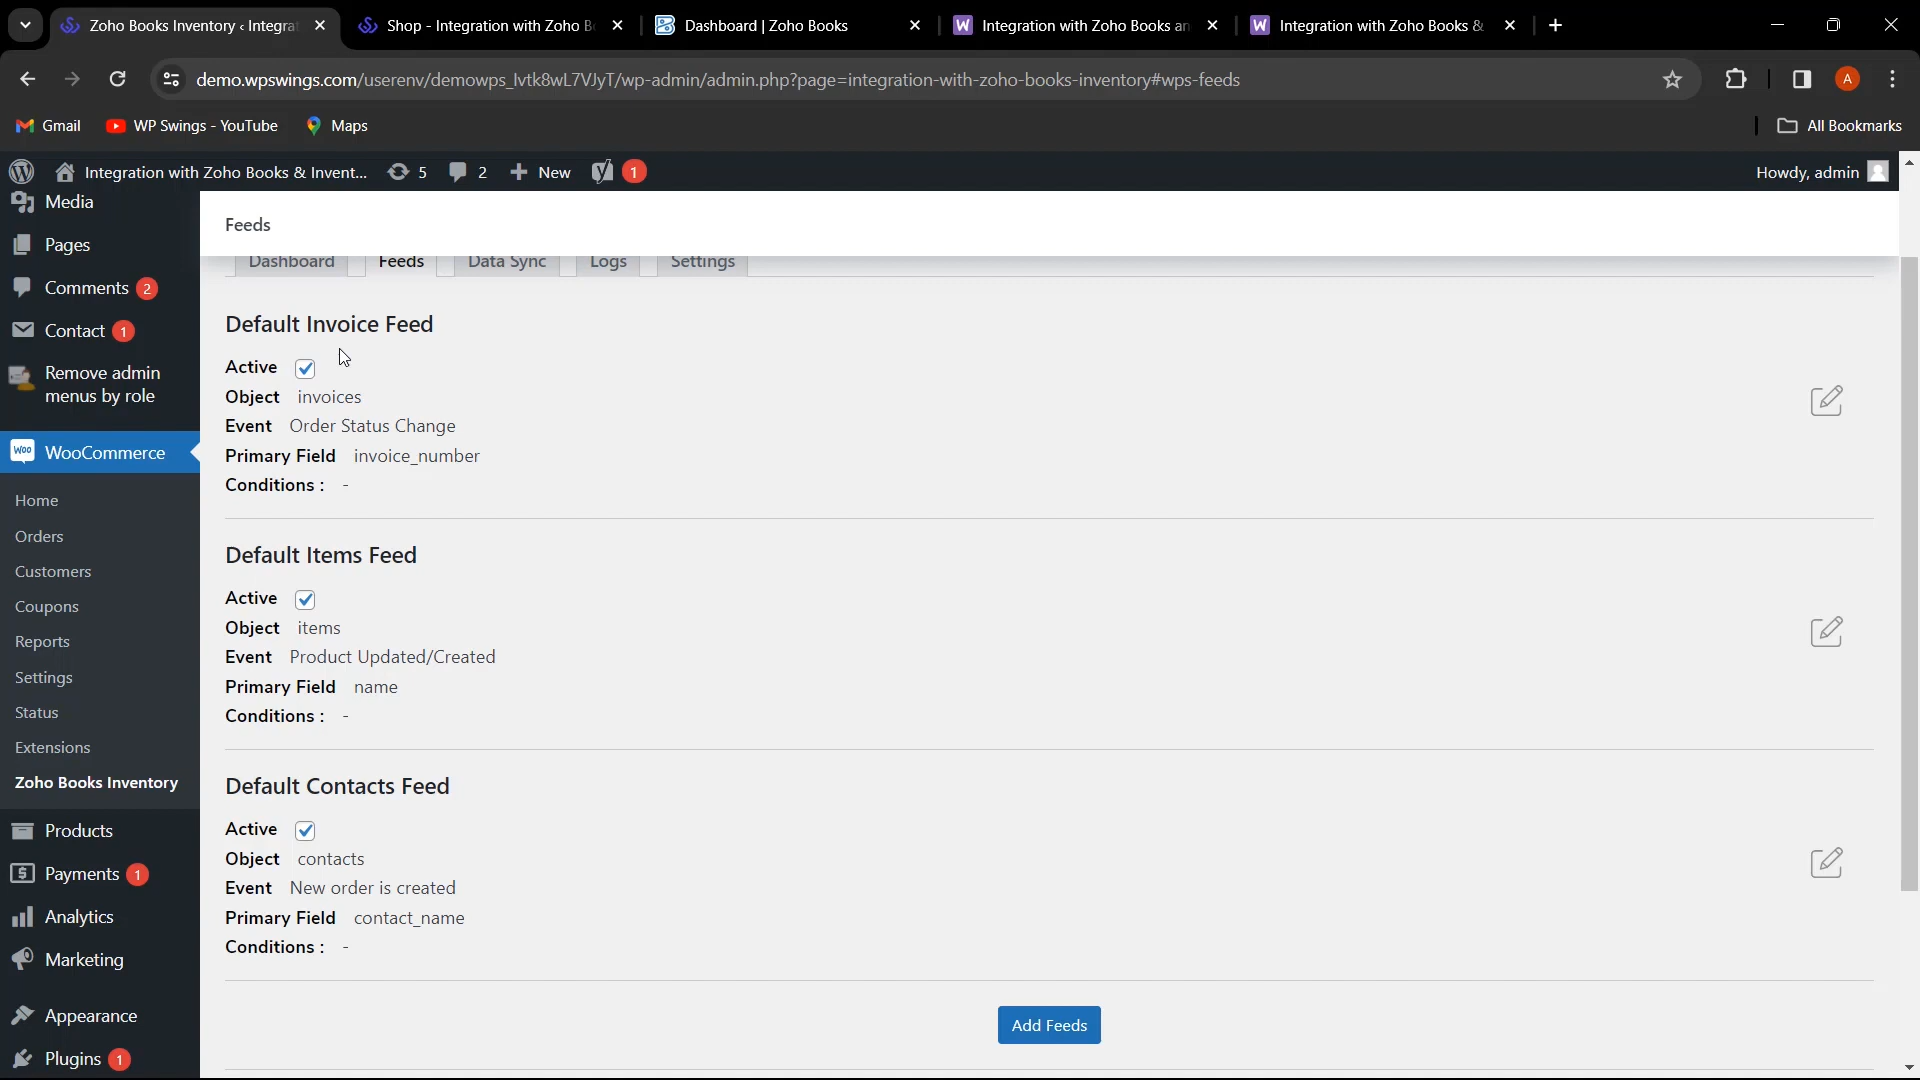 Zoho Books Inventory ‹ Integra
Shop - Integration with Zoho B
Dashboard | Zoho Books
Integration with Zoho Books an
Integration with Zoho Books &
demo.wpswings.com/userenv/demowps_lvtk8wL7VJyT/wp-admin/admin.php?page=integration-with-zoho-books-inventory#wps-feeds
A
Gmail
WP Swings - YouTube
Maps
All Bookmarks
Integration with Zoho Books & Invent...
5
2
New
1
Howdy, admin
Media
Pages
Comments 2
Contact 1
Remove admin
menus by role
WooCommerce
Home
Orders
Customers
Coupons
Reports
Settings
Status
Extensions
Zoho Books Inventory
Products
Payments 1
Analytics
Marketing
Appearance
Plugins 1
Feeds
Dashboard
Feeds
Data Sync
Logs
Settings
Default Invoice Feed
Active
Object invoices
Event Order Status Change
Primary Field invoice_number
Conditions : -
Default Items Feed
Active
Object items
Event Product Updated/Created
Primary Field name
Conditions : -
Default Contacts Feed
Active
Object contacts
Event New order is created
Primary Field contact_name
Conditions : -
Add Feeds